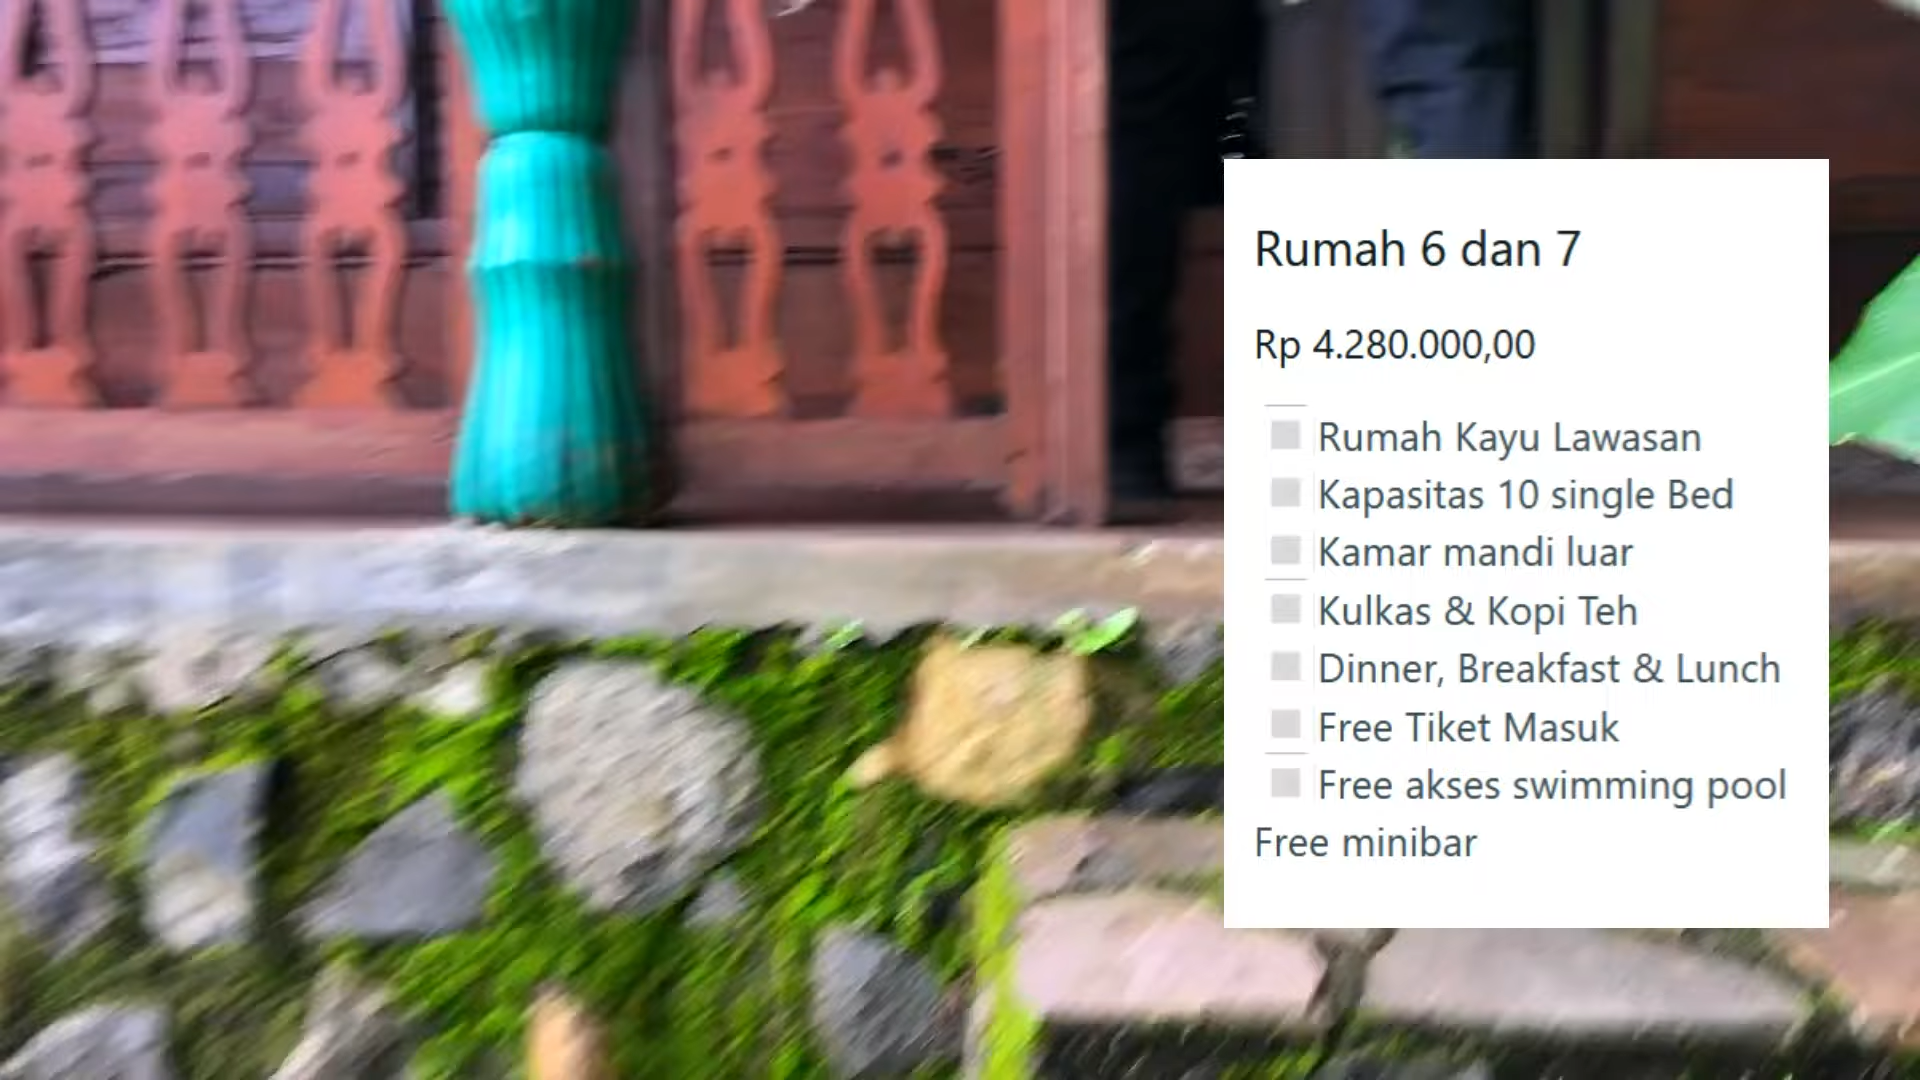 Rumah 6 dan 7
Rp 4.280.000,00
Rumah Kayu Lawasan
Kapasitas 10 single Bed
Kamar mandi luar
Kulkas & Kopi Teh
Dinner, Breakfast & Lunch
Free Tiket Masuk
Free akses swimming pool
Free minibar